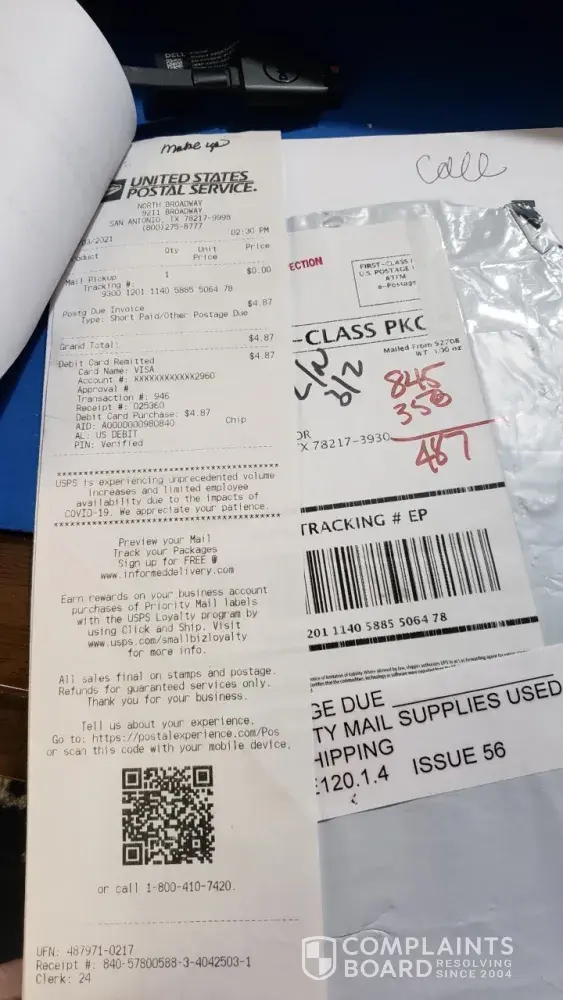 DELL
make up
UNITED STATES
POSTAL SERVICE.
NORTH BROADWAY
9211 BROADWAY
SAN ANTONIO, TX 78217-9998
(800)275-8777
03/2021 02:30 PM
oduct Qty Unit Price
Price
Mail Pickup 1 $0.00
Tracking #:
9300 1201 1140 5885 5064 78
Postg Due Invoice $4.87
Type: Short Paid/Other Postage Due
Grand Total: $4.87
Debit Card Remitted $4.87
Card Name: VISA
Account #: XXXXXXXXXXXX2960
Approval #
Transaction #: 946
Receipt #: 025360
Debit Card Purchase: $4.87
AID: A0000000980840 Chip
AL: US DEBIT
PIN: Verified
USPS is experiencing unprecedented volume
increases and limited employee
availability due to the impacts of
COVID-19. We appreciate your patience.
Preview your Mail
Track your Packages
Sign up for FREE @
www.informeddelivery.com
Earn rewards on your business account
purchases of Priority Mail labels
with the USPS Loyalty program by
using Click and Ship. Visit
www.usps.com/smallbizloyalty
for more info.
All sales final on stamps and postage.
Refunds for guaranteed services only.
Thank you for your business.
Tell us about your experience.
Go to: https://postalexperience.com/Pos
or scan this code with your mobile device,
or call 1-800-410-7420.
UFN: 487971-0217
Receipt #: 840-57800588-3-4042503-1
Clerk: 24
Call
ECTION
FIRST-CLASS
U.S. POSTAGE
e-Postage
-CLASS PKG
Mailed From 92708
WT
845
358
487
OR
X 78217-3930
TRACKING # EP
201 1140 5885 5064 78
GE DUE
TY MAIL SUPPLIES USED
HIPPING
E120.1.4 ISSUE 56
COMPLAINTS
BOARD RESOLVING
SINCE 2004